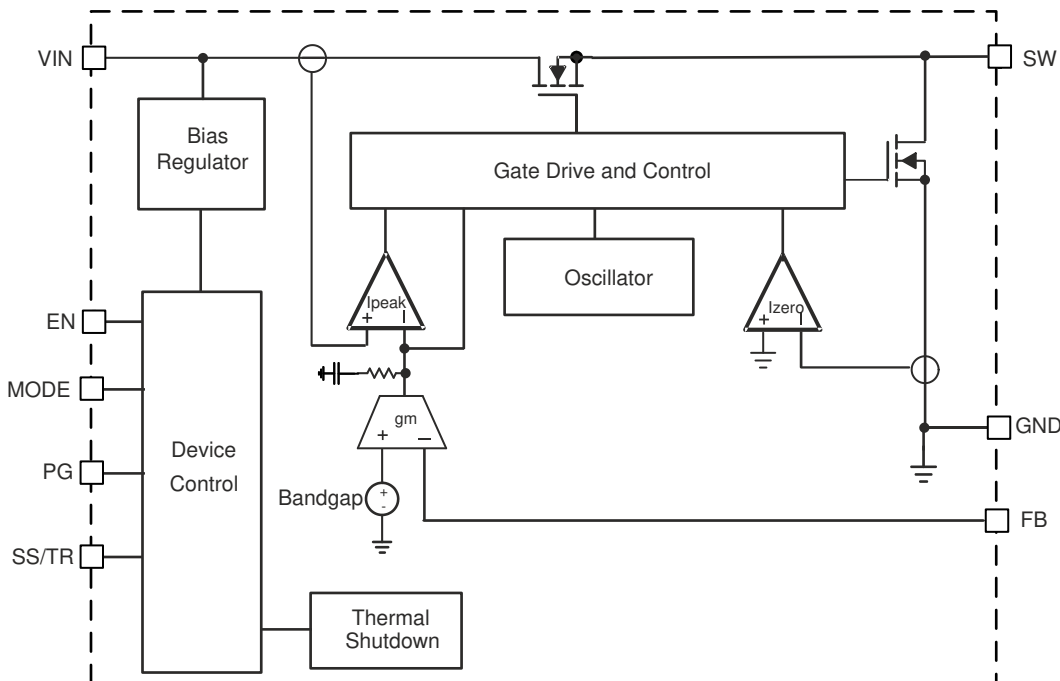 VIN
SW
Bias
Regulator
Gate Drive and Control
Oscillator
Ipeak
+ –
Izero
+ –
EN
MODE
PG
SS/TR
Device
Control
gm
+ –
Bandgap
+
-
GND
FB
Thermal
Shutdown